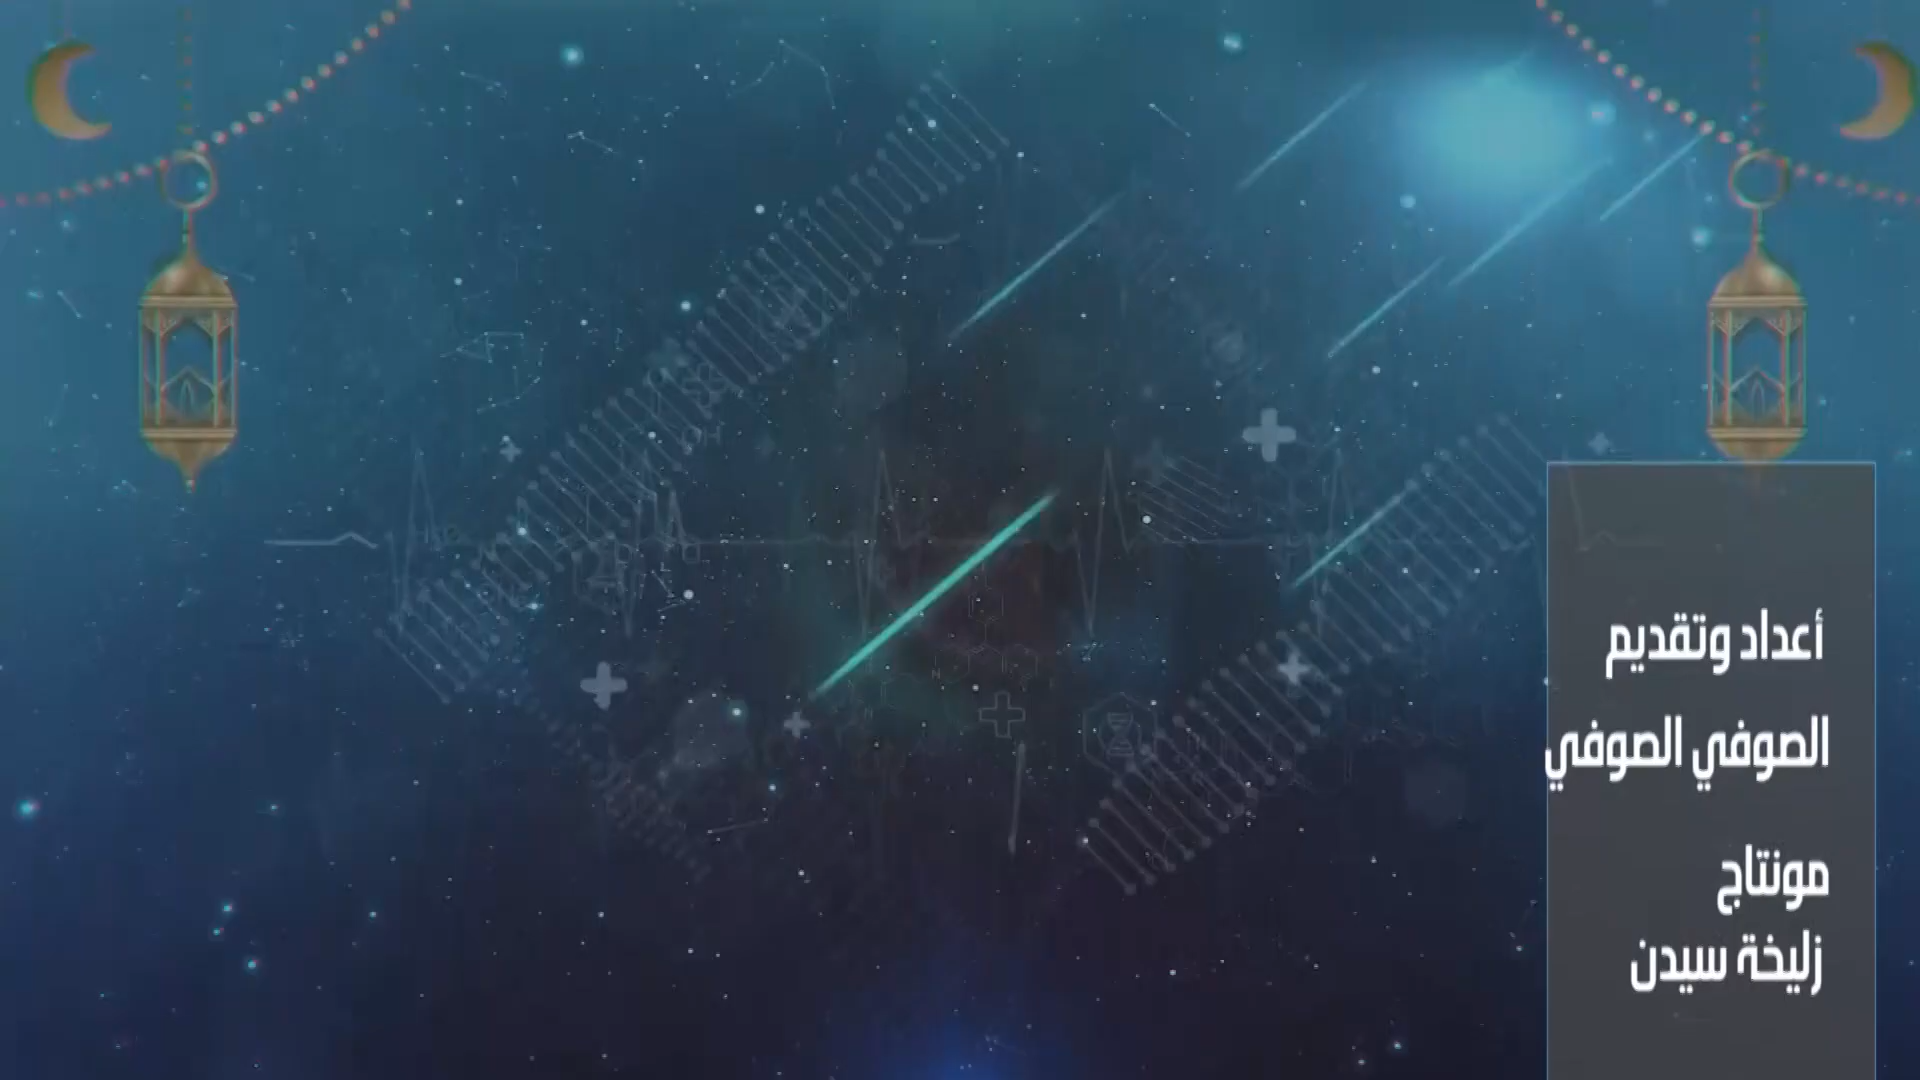 أعداد وتقديم
الصوفي الصوفي
مونتاج
زليخة سيدن